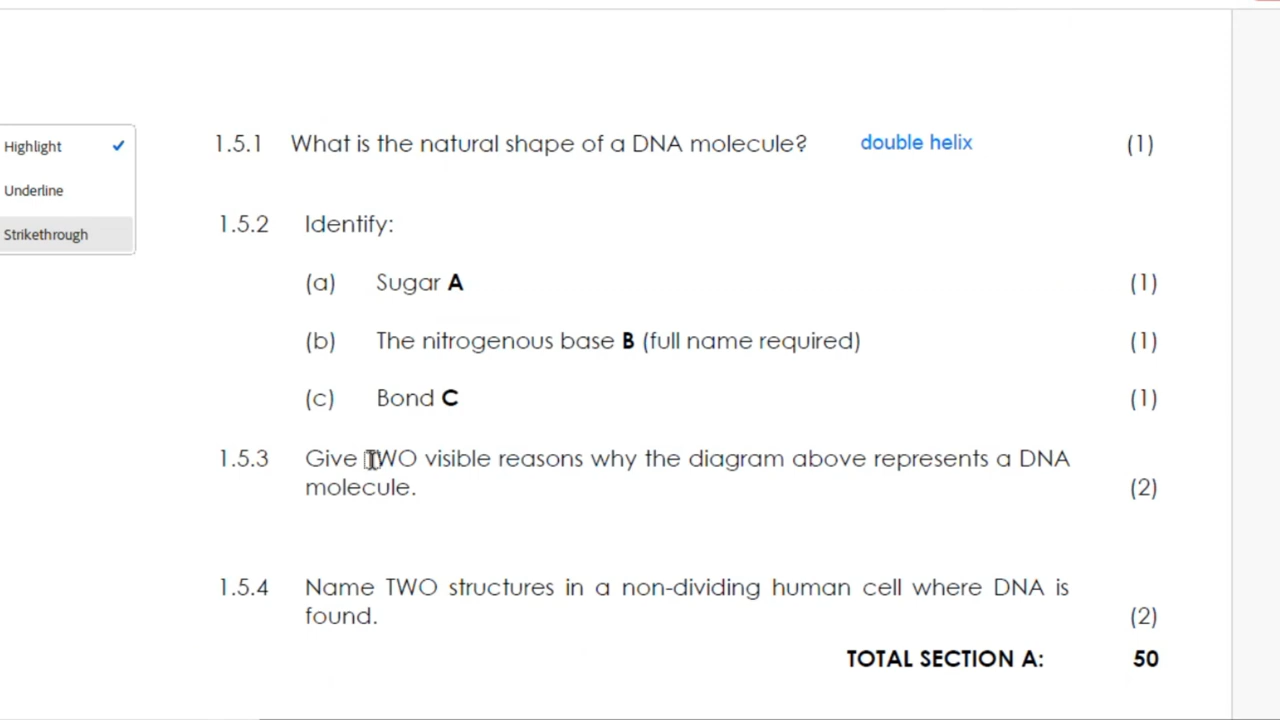 1.5.1 What is the natural shape of a DNA molecule? double helix (1)
Highlight ✓
Underline
Strikethrough
1.5.2 Identify:
(a) Sugar A (1)
(b) The nitrogenous base B (full name required) (1)
(c) Bond C (1)
1.5.3 Give TWO visible reasons why the diagram above represents a DNA
molecule. (2)
1.5.4 Name TWO structures in a non-dividing human cell where DNA is
found. (2)
TOTAL SECTION A: 50